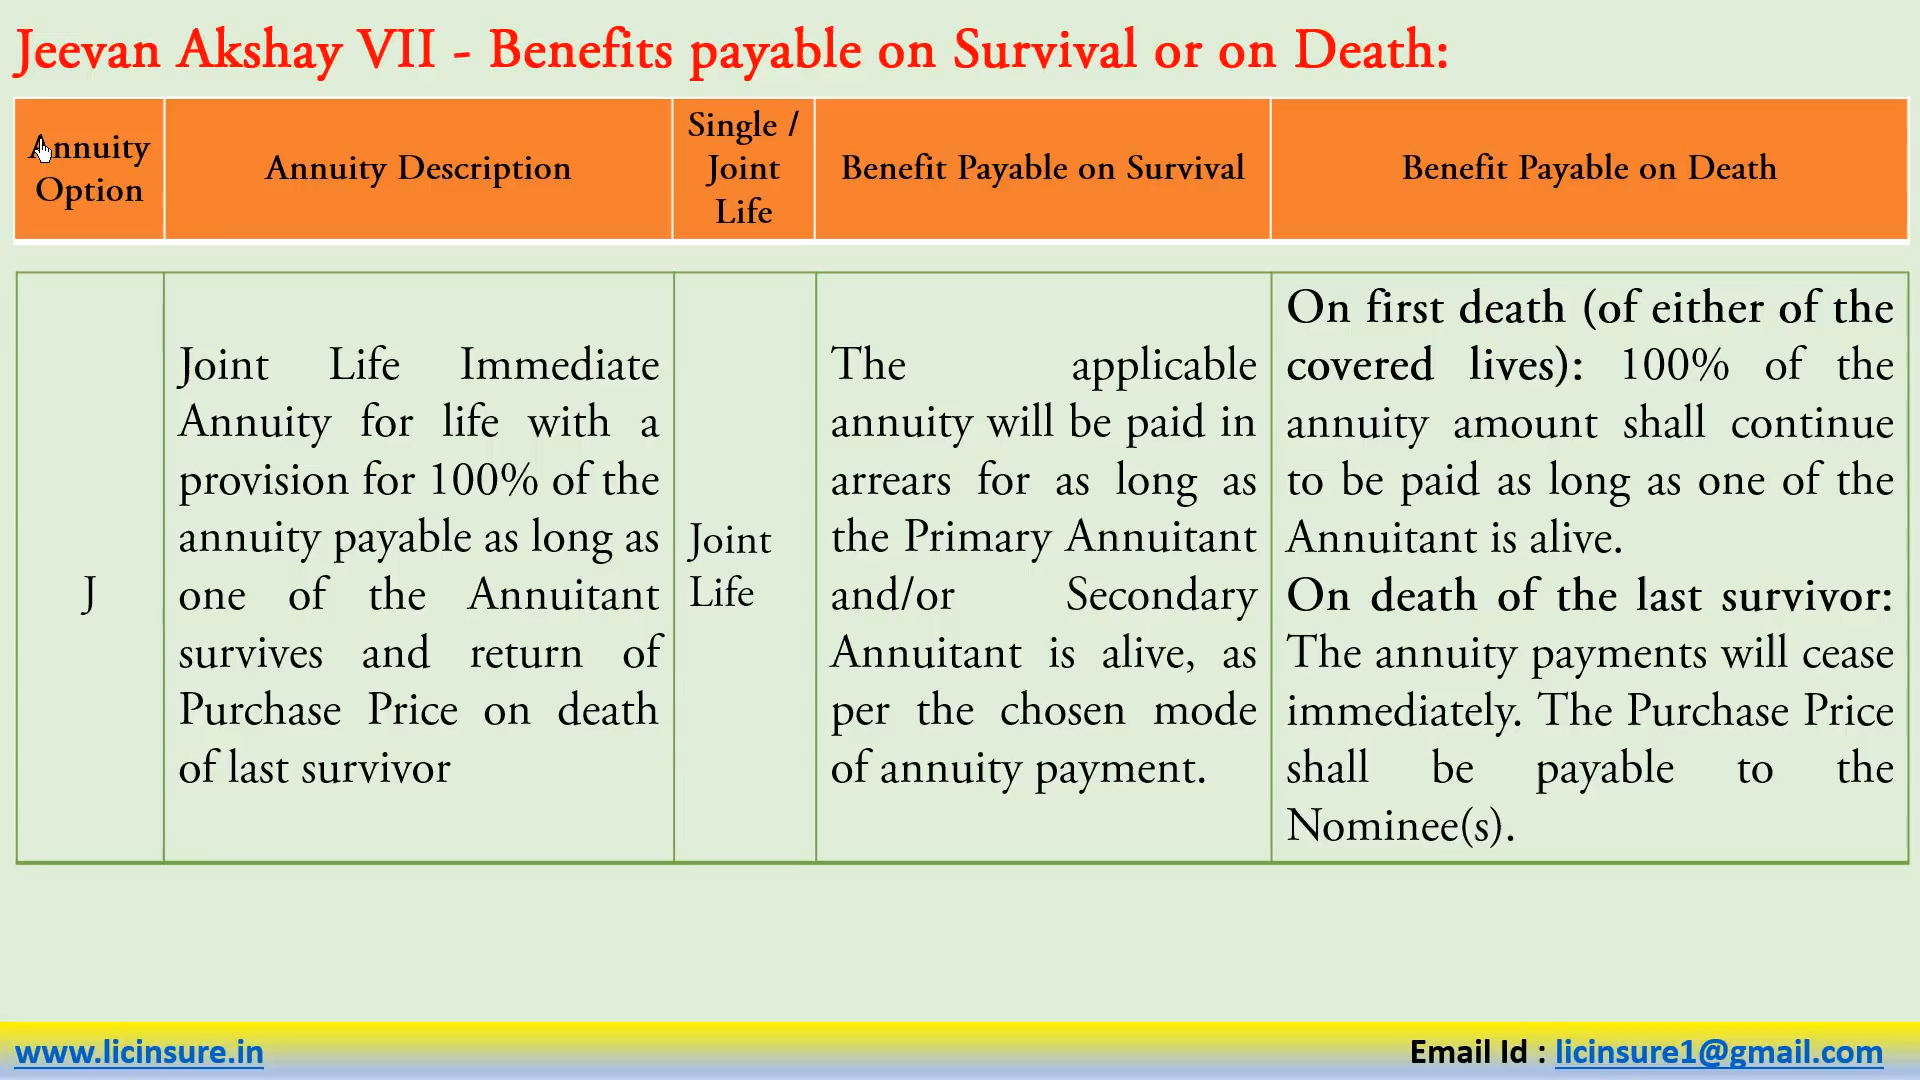 Jeevan Akshay VII - Benefits payable on Survival or on Death:
Annuity
Option
Annuity Description
Single /
Joint
Life
Benefit Payable on Survival
Benefit Payable on Death
J
Joint Life Immediate
Annuity for life with a
provision for 100% of the
annuity payable as long as
one of the Annuitant
survives and return of
Purchase Price on death
of last survivor
Joint
Life
The applicable
annuity will be paid in
arrears for as long as
the Primary Annuitant
and/or Secondary
Annuitant is alive, as
per the chosen mode
of annuity payment.
On first death (of either of the
covered lives): 100% of the
annuity amount shall continue
to be paid as long as one of the
Annuitant is alive.
On death of the last survivor:
The annuity payments will cease
immediately. The Purchase Price
shall be payable to the
Nominee(s).
www.licinsure.in
Email Id : licinsure1@gmail.com